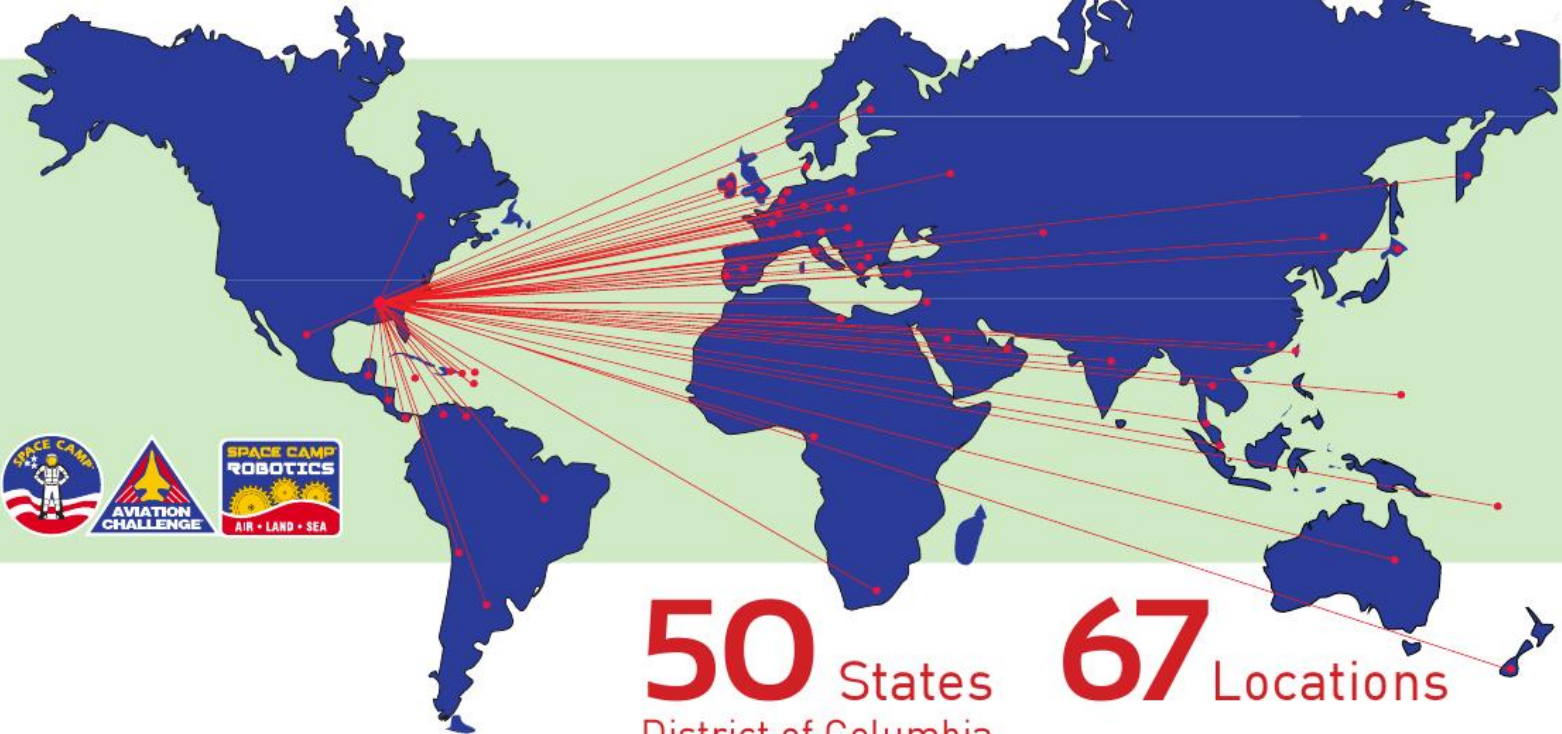 SPACE CAMP
AVIATION
CHALLENGE
SPACE CAMP
ROBOTICS
AIR • LAND • SEA
50 States
67 Locations
District of Columbia